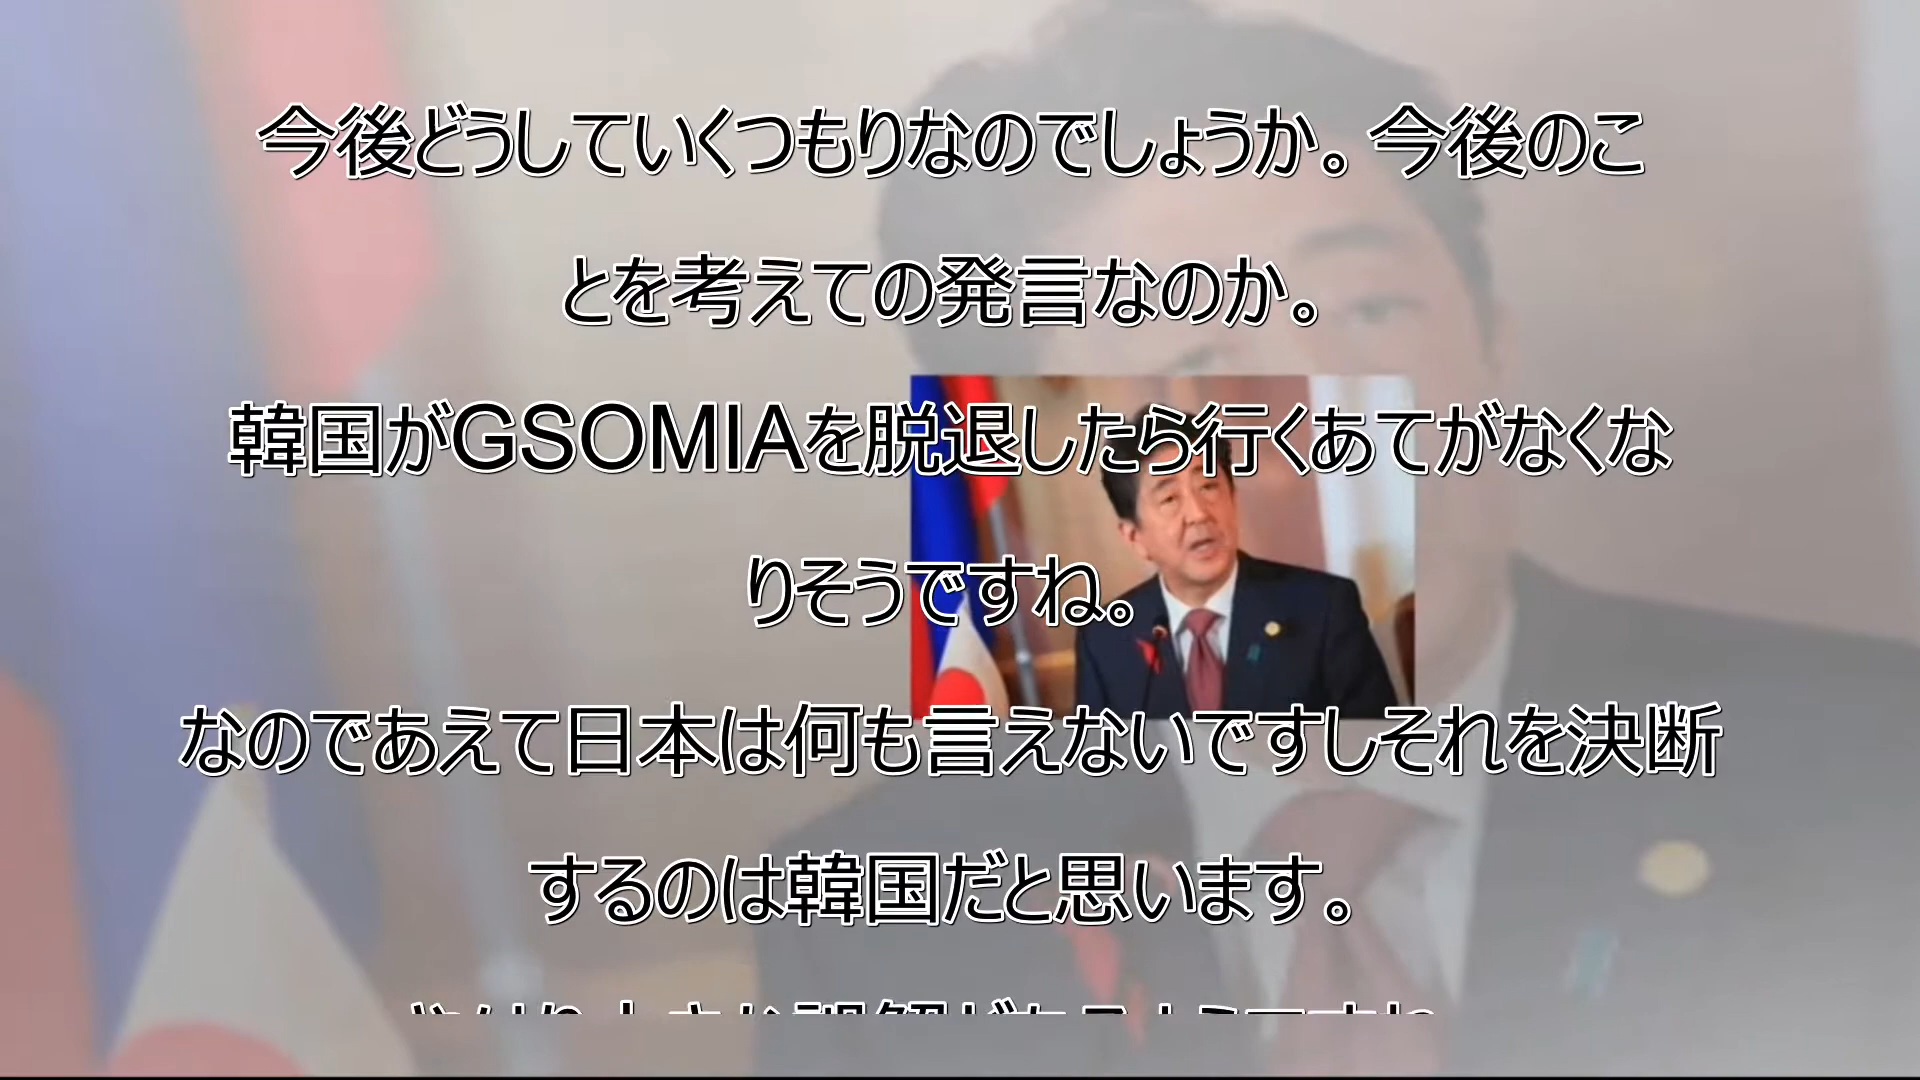 今後どうしていくつもりなのでしょうか。今後のこ
とを考えての発言なのか。
韓国がGSOMIAを脱退したら行くあてがなくな
りそうですね。
なのであえて日本は何も言えないですしそれを決断
するのは韓国だと思います。